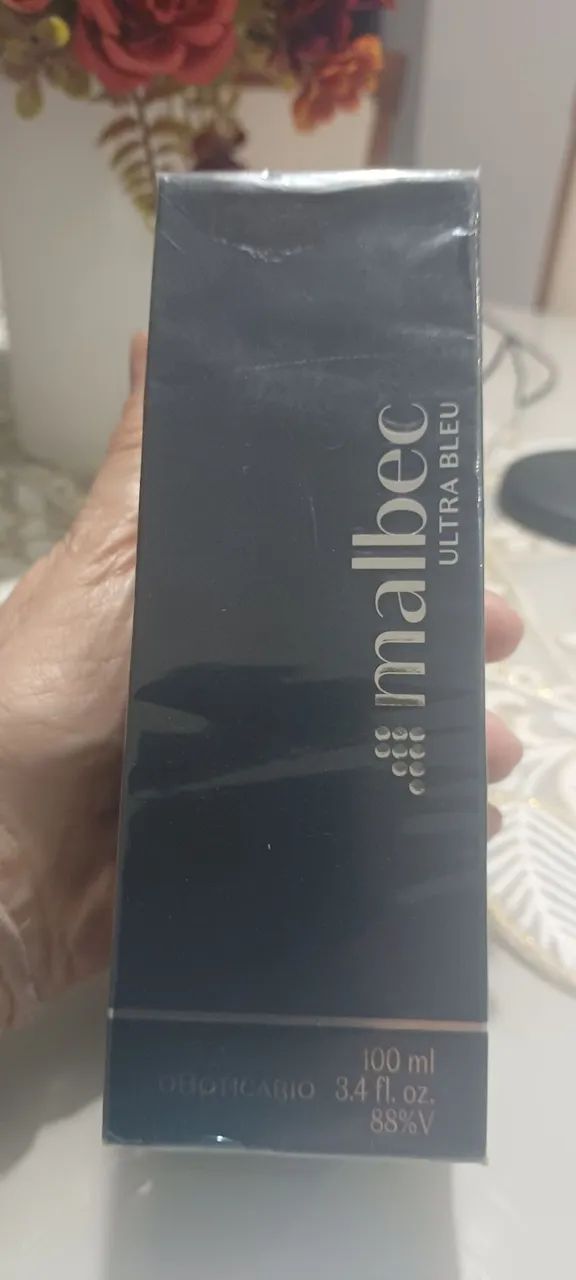 malbec
ULTRA BLEU
100 ml
OBOTICÁRIO 3.4 fl. oz.
88%V